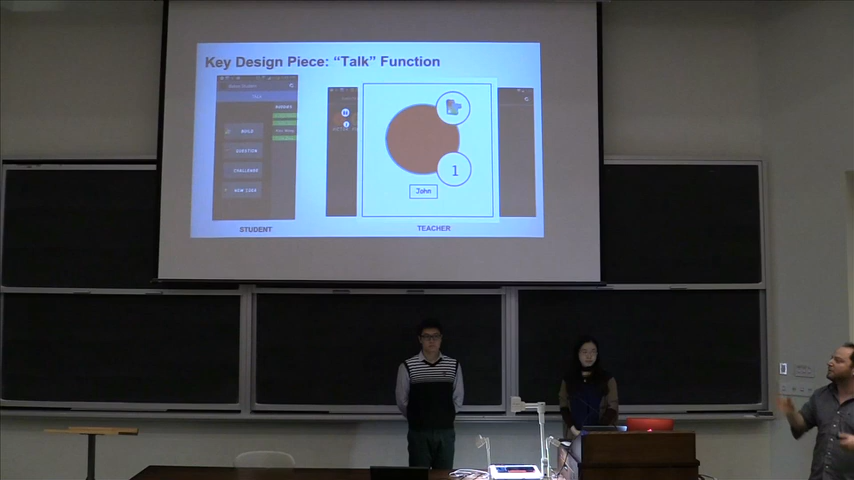 Key Design Piece: “Talk” Function
BUILD
QUESTION
CHALLENGE
NEW IDEA
1
John
STUDENT
TEACHER